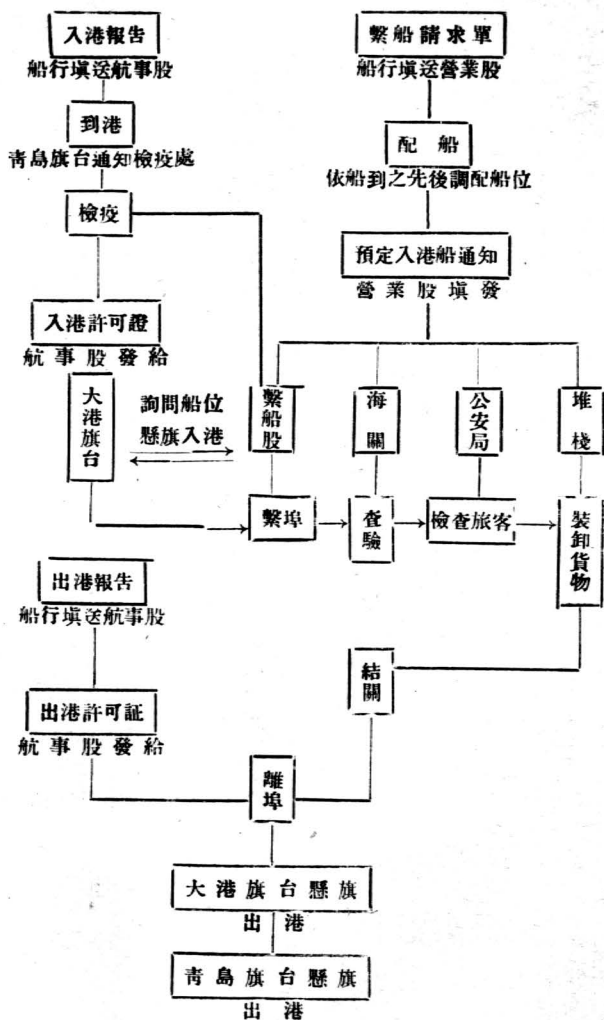 入港報告
船行塡送航事股
到港
靑島旗台通知檢疫處
檢疫
入港許可證
航事股發給
大港旗台
詢問船位
懸旗入港
繫船請求單
船行塡送營業股
配船
依船到之先後調配船位
預定入港船通知
營業股塡發
繫船股
海關
公安局
堆棧
繫埠
查驗
檢查旅客
裝卸貨物
出港報告
船行塡送航事股
出港許可証
航事股發給
結關
離埠
大港旗台懸旗
出港
靑島旗台懸旗
出港